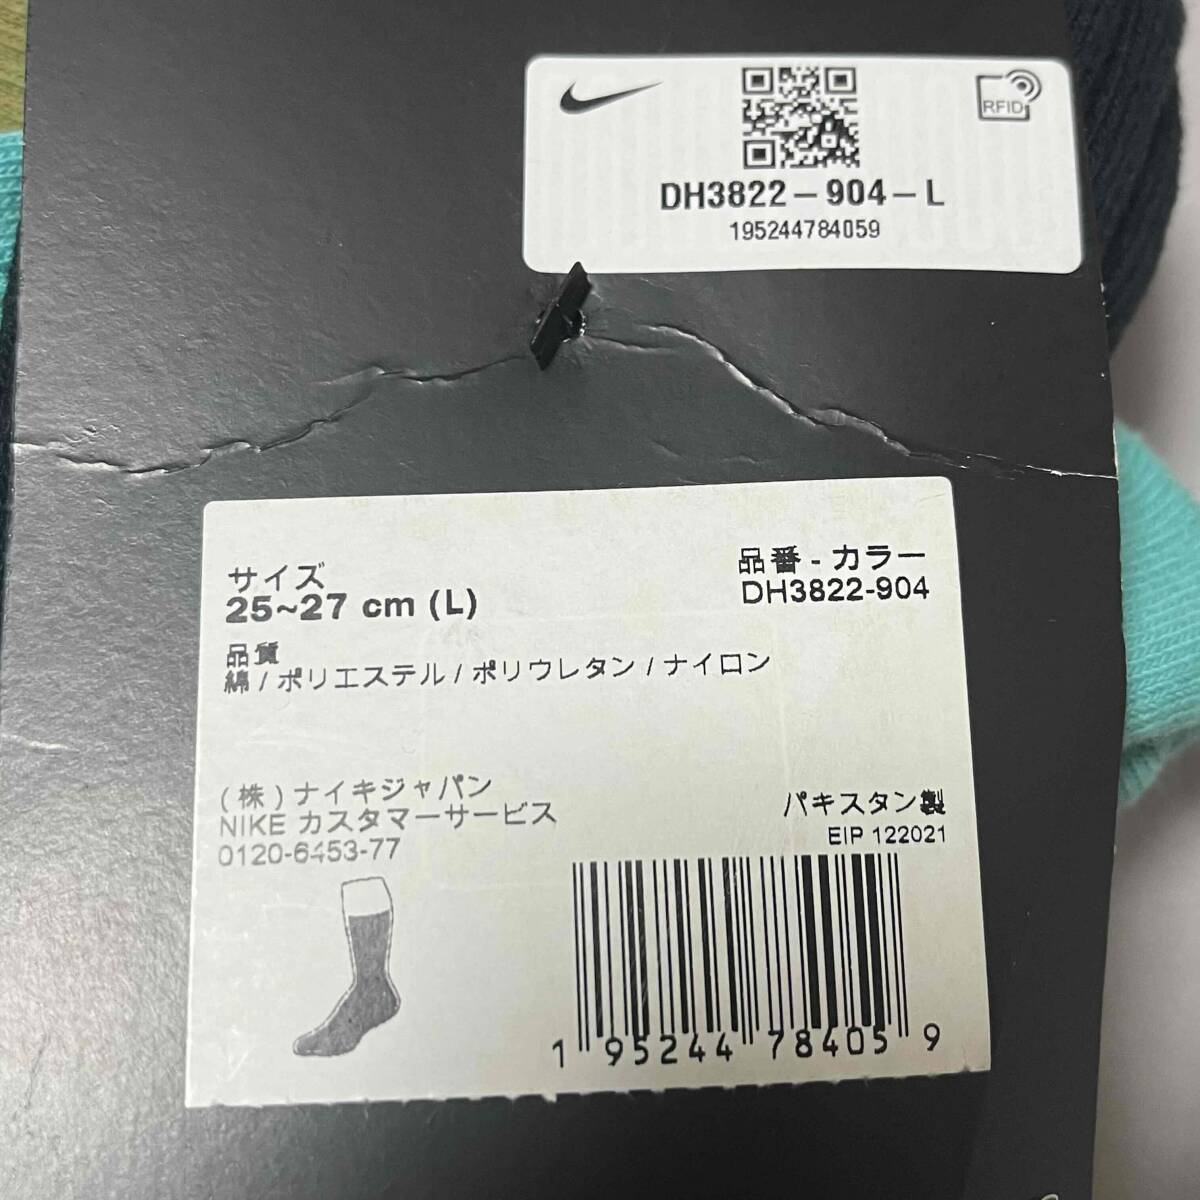 RFID
DH3822-904-L
195244784059
サイズ
25~27 cm (L)
品番 - カラー
DH3822-904
品質
綿 / ポリエステル / ポリウレタン / ナイロン
(株) ナイキジャパン
NIKE カスタマーサービス
0120-6453-77
パキスタン製
EIP 122021
1 95244 78405 9